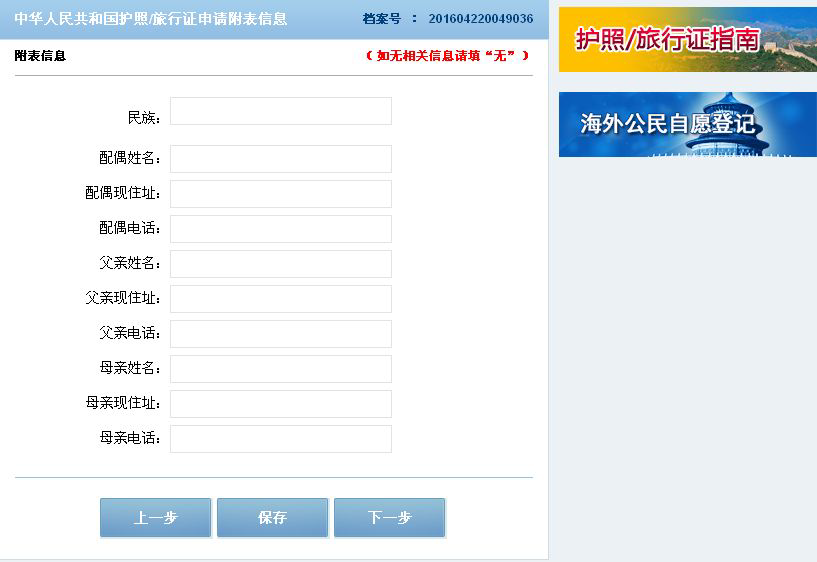 中华人民共和国护照/旅行证申请附表信息 档案号 ： 201604220049036
附表信息 （ 如无相关信息请填“无” ）
民族：
配偶姓名：
配偶现住址：
配偶电话：
父亲姓名：
父亲现住址：
父亲电话：
母亲姓名：
母亲现住址：
母亲电话：
上一步 保存 下一步
护照/旅行证指南
海外公民自愿登记